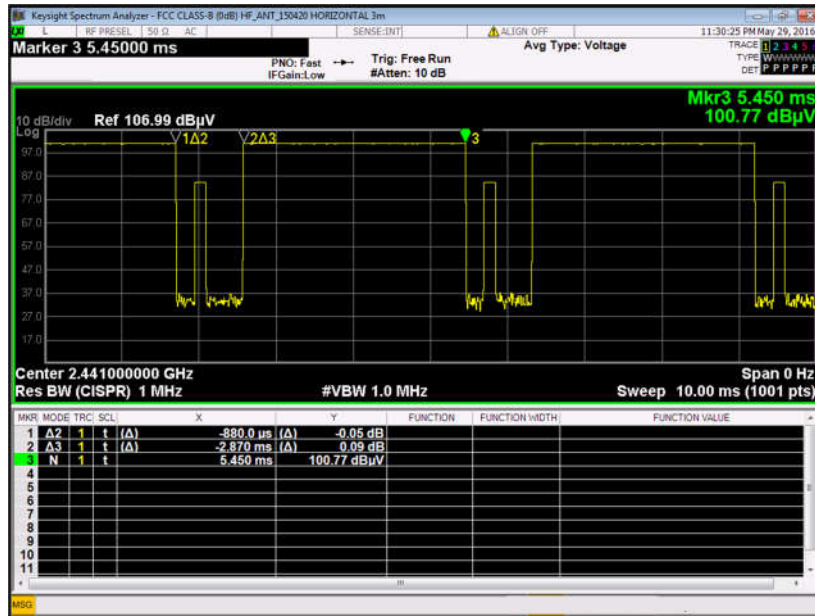 Keysight Spectrum Analyzer - FCC CLASS-B (0dB) HF_ANT_150420 HORIZONTAL 3m
L RF PRESEL 50 Ω AC SENSE:INT ALIGN OFF 11:30:25 PM May 29, 2016
Marker 3 5.45000 ms
PNO: Fast
IFGain:Low
Trig: Free Run
#Atten: 10 dB
Avg Type: Voltage
TRACE 1 2 3 4 5
TYPE WWWWWW
DET P P P P P P
Mkr3 5.450 ms
100.77 dBµV
10 dB/div Ref 106.99 dBµV
Log
1Δ2 2Δ3 3
97.0
87.0
77.0
67.0
57.0
47.0
37.0
27.0
17.0
Center 2.441000000 GHz Span 0 Hz
Res BW (CISPR) 1 MHz #VBW 1.0 MHz Sweep 10.00 ms (1001 pts)
MKR MODE TRC SCL X Y FUNCTION FUNCTION WIDTH FUNCTION VALUE
1 Δ2 1 t (Δ) -880.0 µs (Δ) -0.05 dB
2 Δ3 1 t (Δ) -2.870 ms (Δ) 0.09 dB
3 N 1 t 5.450 ms 100.77 dBµV
4
5
6
7
8
9
10
11
MSG